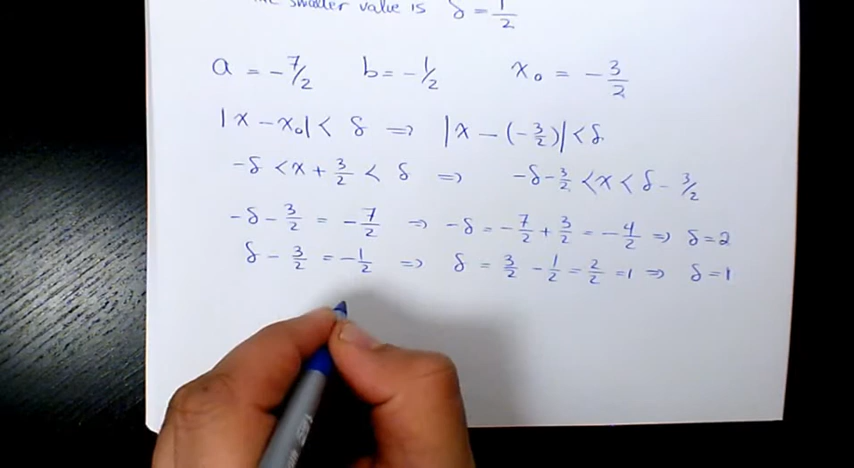 smaller value is δ = 1/2
a = -7/2 b = -1/2 x₀ = -3/2
|x - x₀| < δ ⇒ |x - (-3/2)| < δ
-δ < x + 3/2 < δ ⇒ -δ - 3/2 < x < δ - 3/2
-δ - 3/2 = -7/2 ⇒ -δ = -7/2 + 3/2 = -4/2 ⇒ δ = 2
δ - 3/2 = -1/2 ⇒ δ = 3/2 - 1/2 = 2/2 = 1 ⇒ δ = 1